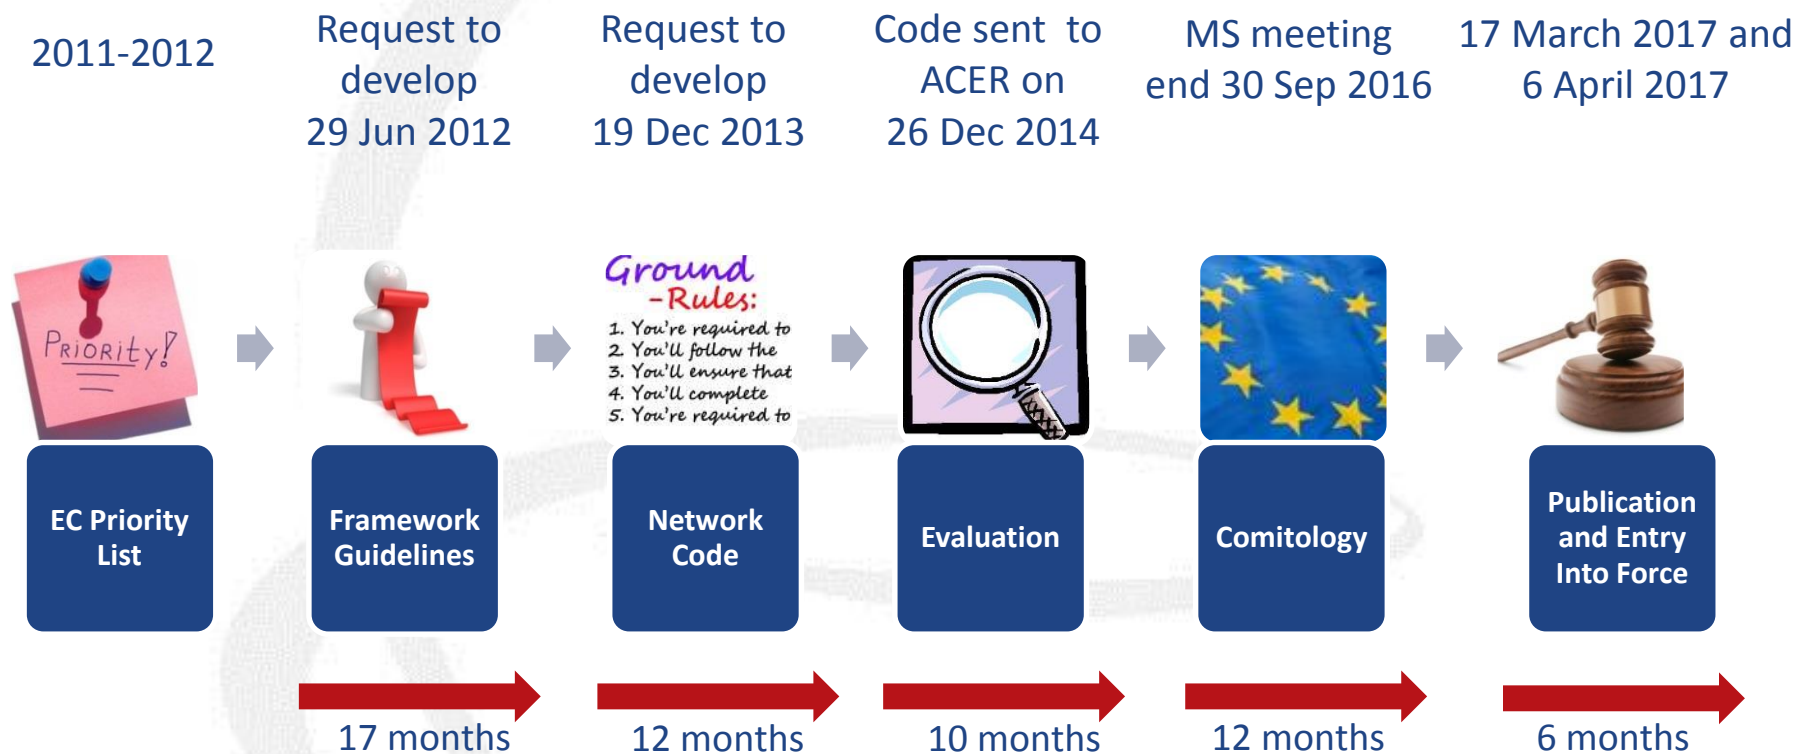 2011-2012
Request to
develop
29 Jun 2012
Request to
develop
19 Dec 2013
Code sent  to
ACER on
26 Dec 2014
MS meeting
end 30 Sep 2016
17 March 2017 and
6 April 2017
PRIORITY!
Ground
-Rules:
1. You're required to
2. You'll follow the
3. You'll ensure that
4. You'll complete
5. You're required to
EC Priority
List
Framework
Guidelines
Network
Code
Evaluation
Comitology
Publication
and Entry
Into Force
17 months
12 months
10 months
12 months
6 months